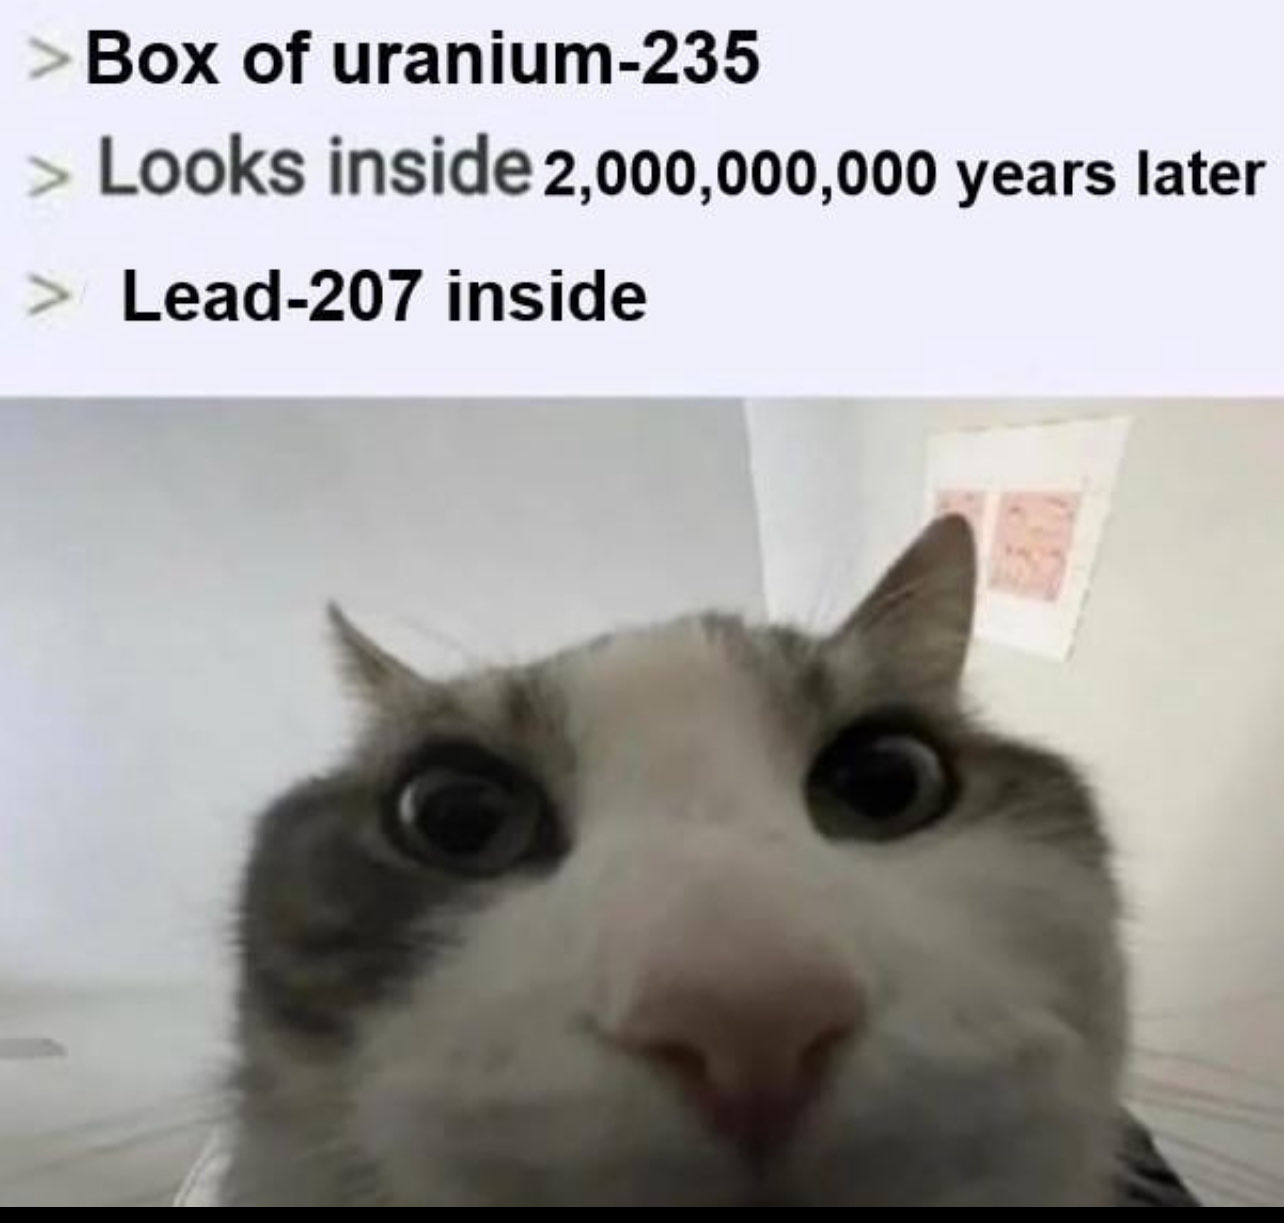 > Box of uranium-235
> Looks inside 2,000,000,000 years later
> Lead-207 inside